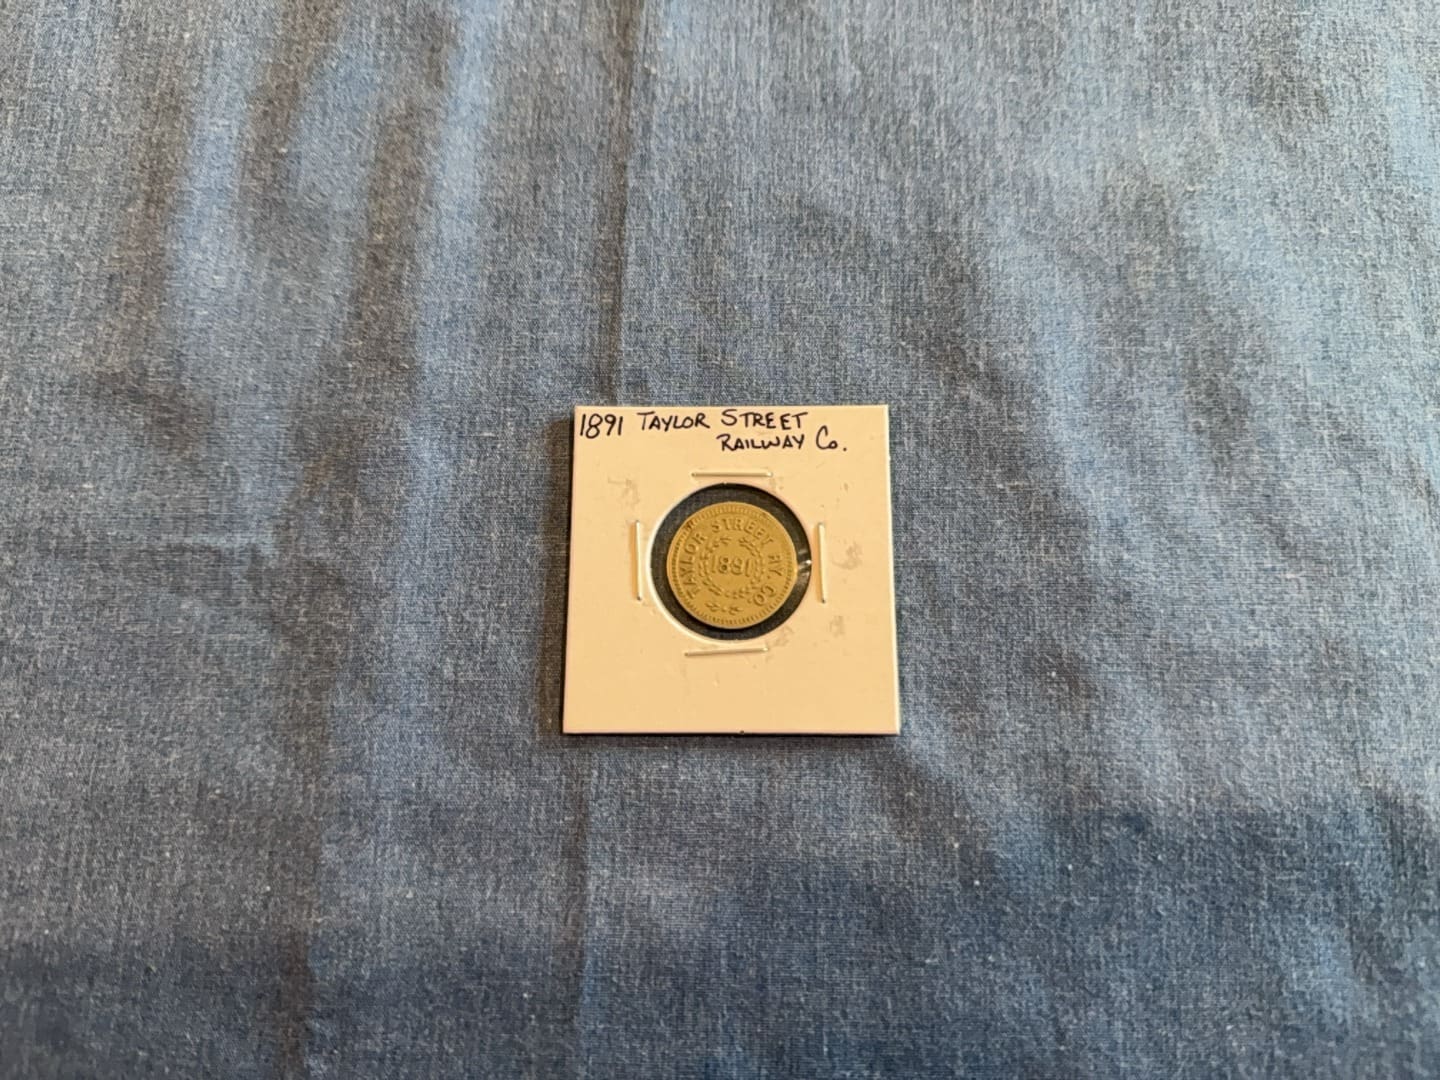 1891 TAYLOR STREET
RAILWAY Co.
TAYLOR STREET RY. CO
1891